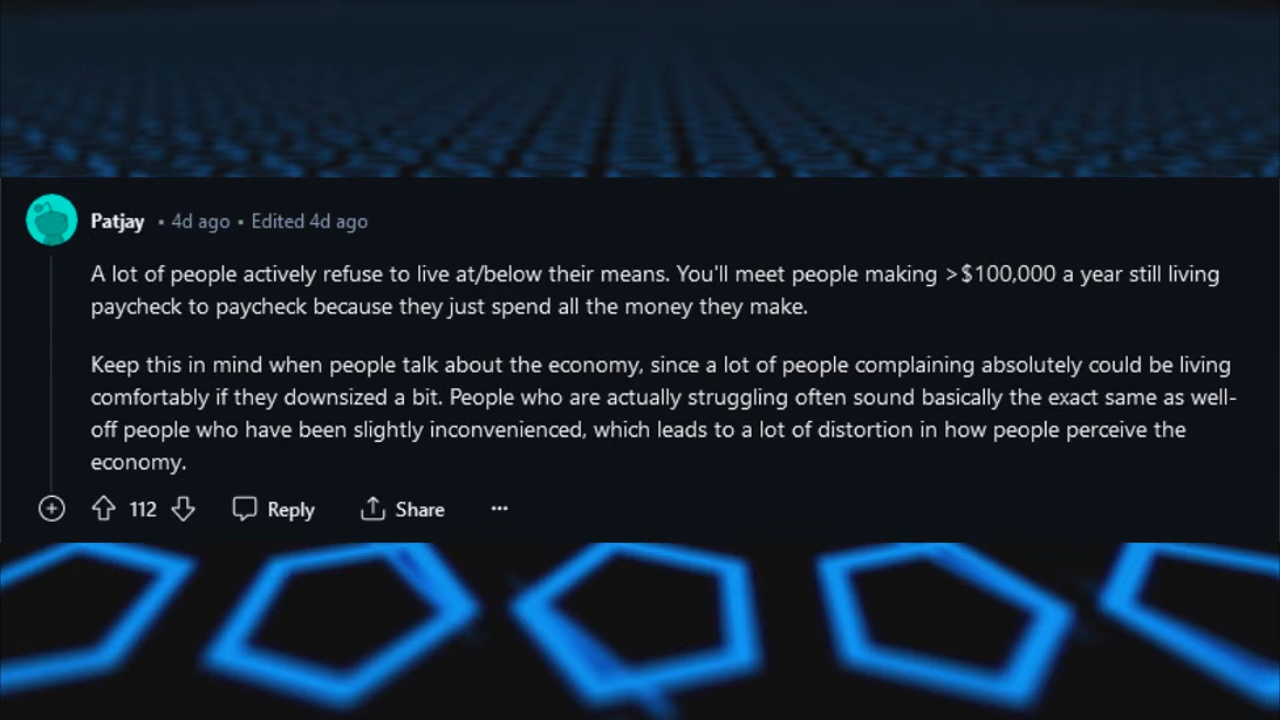 Patjay • 4d ago • Edited 4d ago
A lot of people actively refuse to live at/below their means. You'll meet people making >$100,000 a year still living
paycheck to paycheck because they just spend all the money they make.
Keep this in mind when people talk about the economy, since a lot of people complaining absolutely could be living
comfortably if they downsized a bit. People who are actually struggling often sound basically the exact same as well-
off people who have been slightly inconvenienced, which leads to a lot of distortion in how people perceive the
economy.
112 Reply Share ···